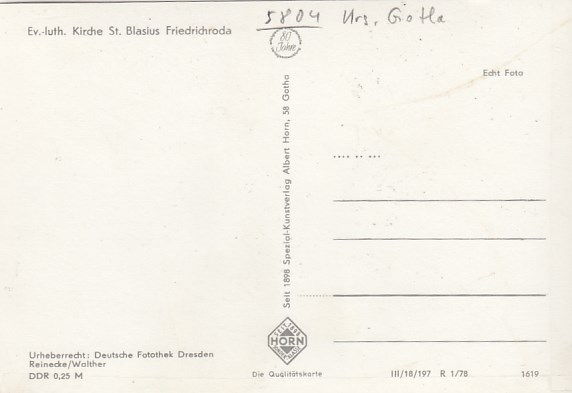 5804 Krs. Gotha
Ev.-luth. Kirche St. Blasius Friedrichroda
80 Jahre
Echt Foto
Seit 1898 Spezial-Kunstverlag Albert Horn, 58 Gotha
HORN
Urheberrecht: Deutsche Fotothek Dresden
Reinecke/Walther
DDR 0,25 M
Die Qualitätskarte
III/18/197 R 1/78
1619